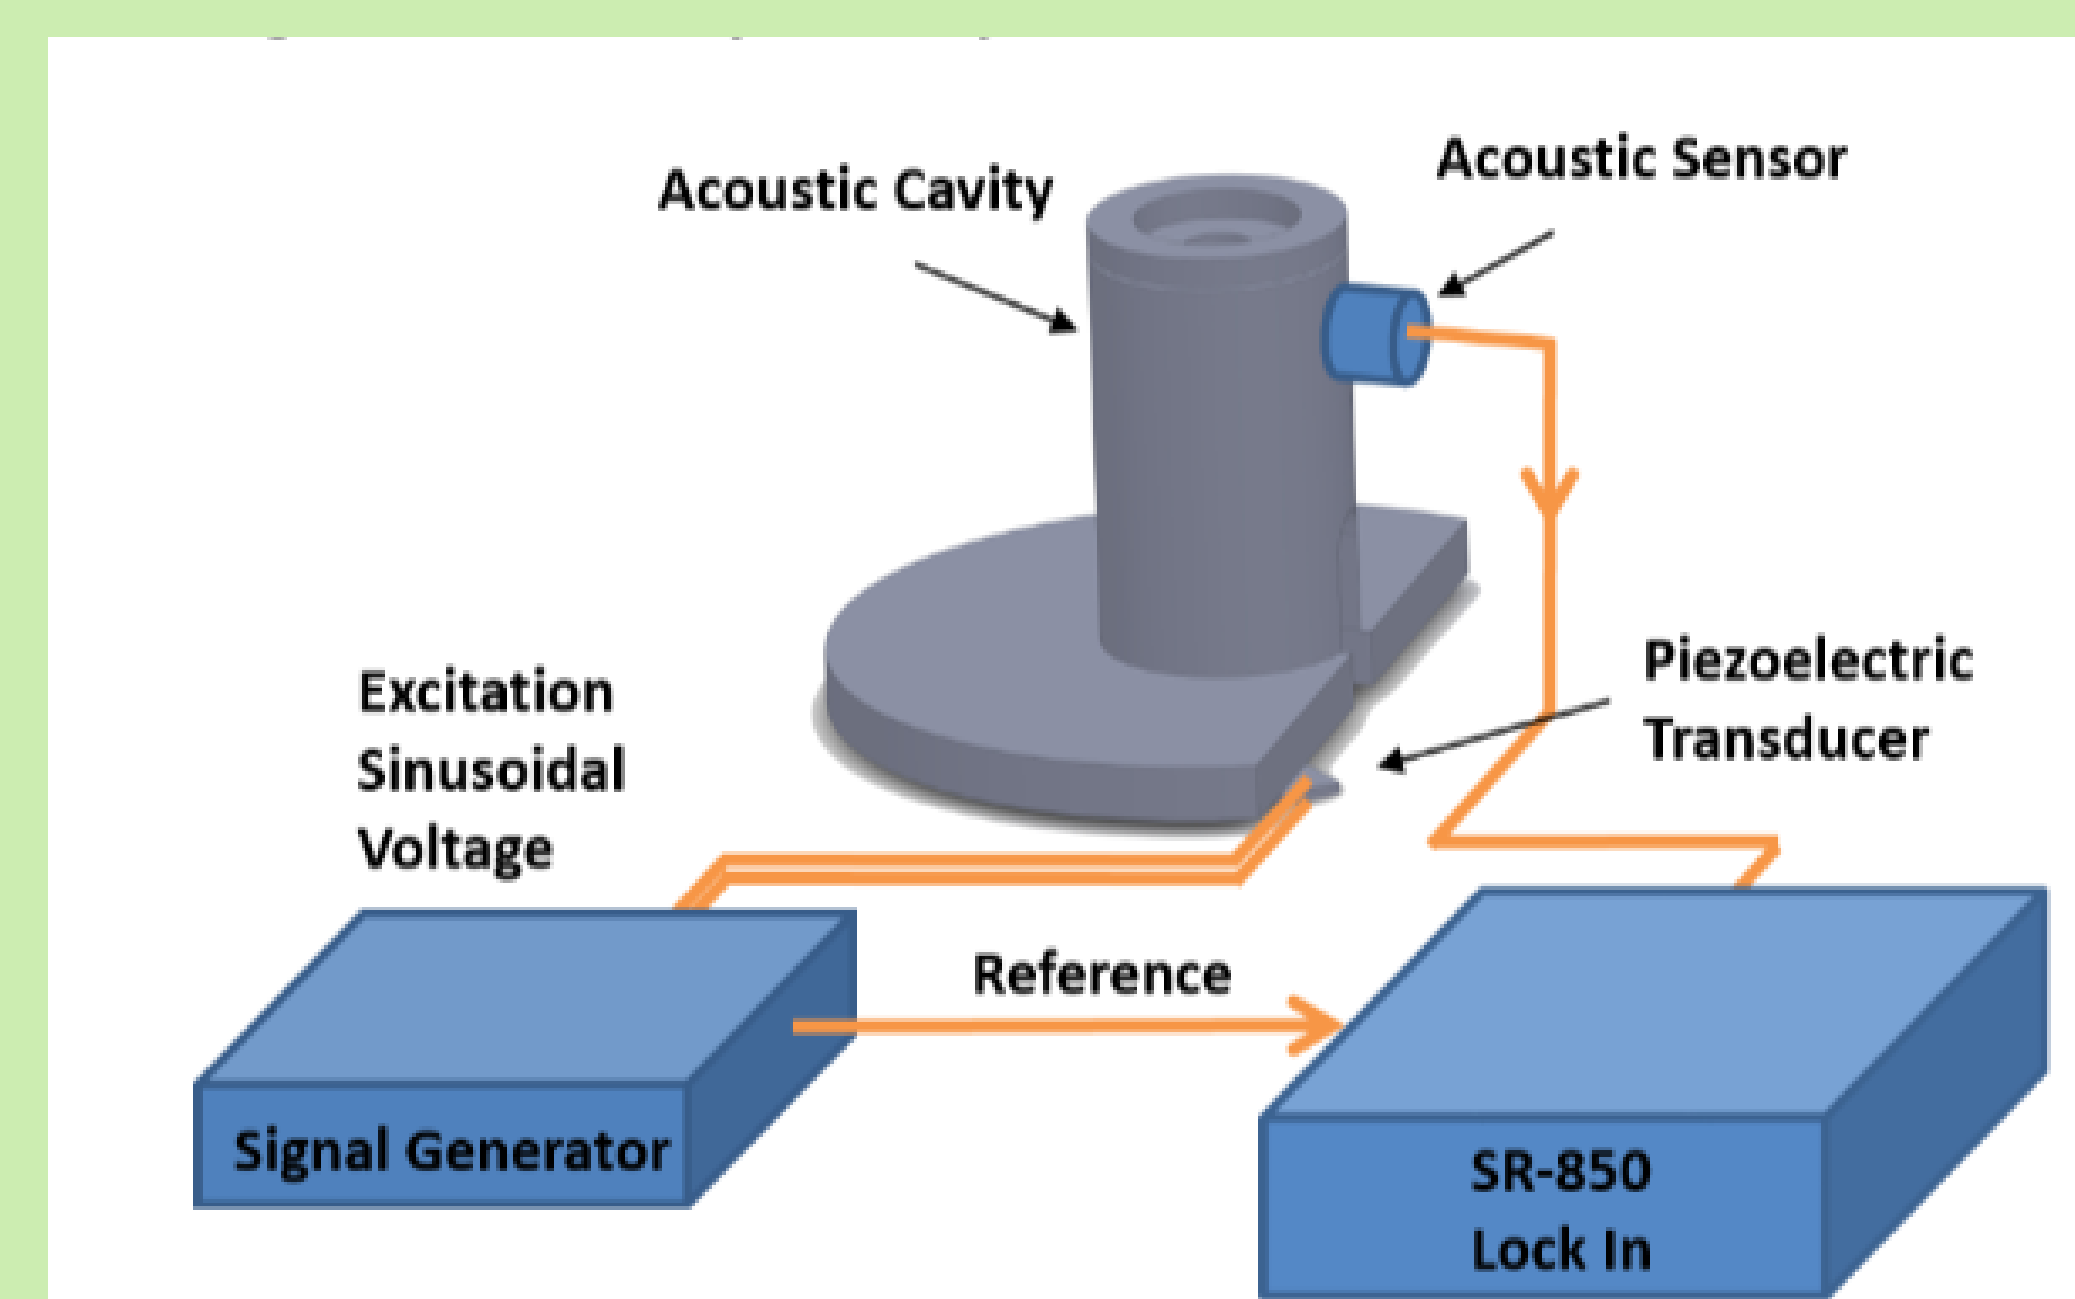 Acoustic Cavity
Acoustic Sensor
Excitation
Sinusoidal
Voltage
Piezoelectric
Transducer
Reference
Signal Generator
SR-850
Lock In